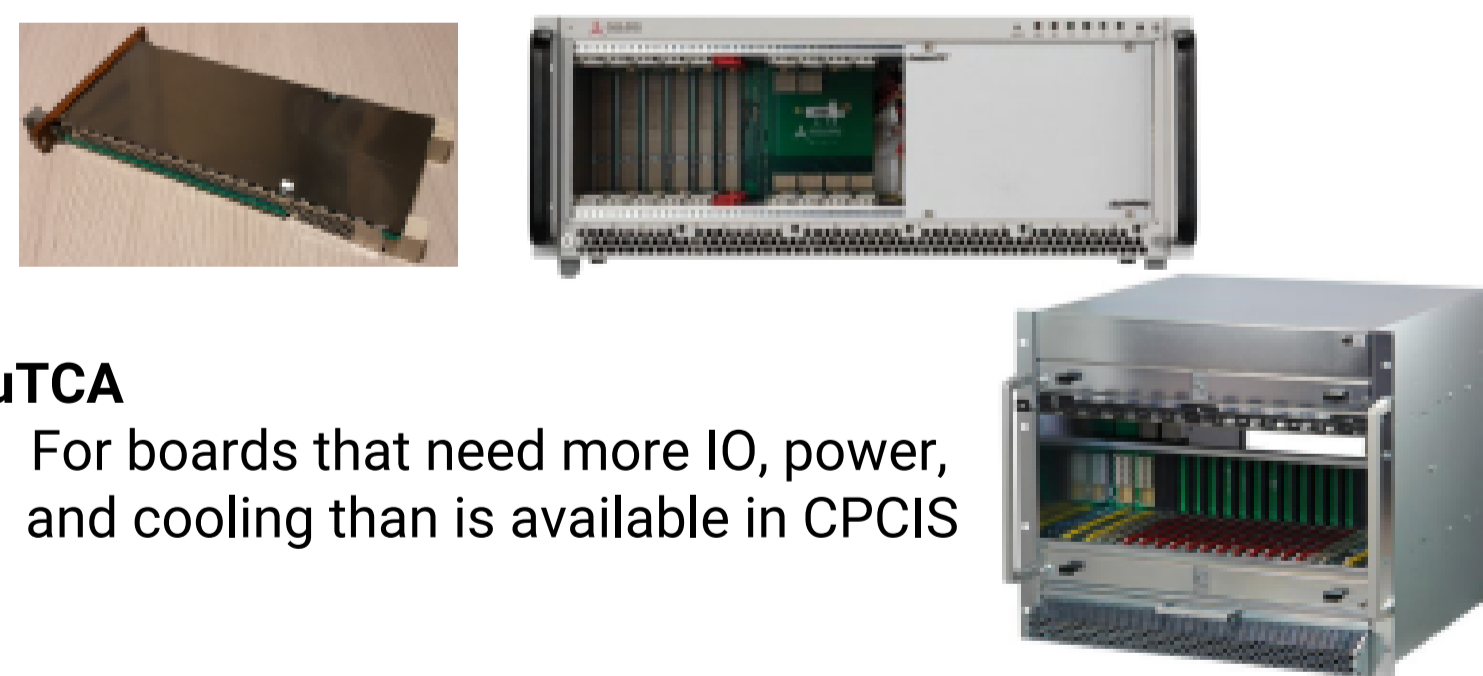 uTCA
For boards that need more IO, power,
and cooling than is available in CPCIS